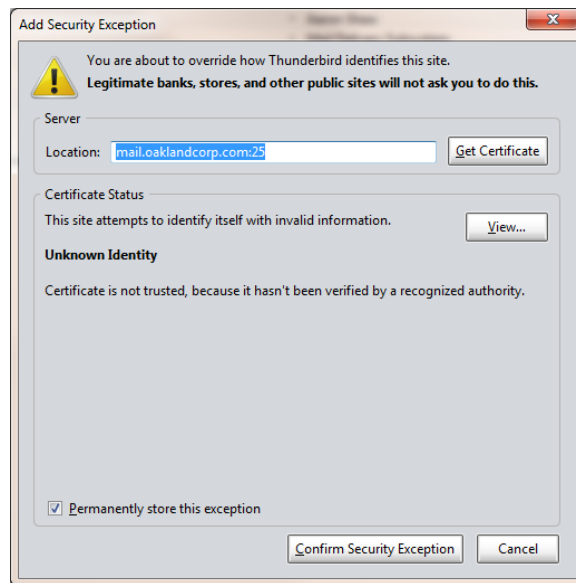 Add Security Exception
You are about to override how Thunderbird identifies this site.
Legitimate banks, stores, and other public sites will not ask you to do this.
Server
Location: mail.oaklandcorp.com:25 Get Certificate
Certificate Status
This site attempts to identify itself with invalid information.
View...
Unknown Identity
Certificate is not trusted, because it hasn't been verified by a recognized authority.
Permanently store this exception
Confirm Security Exception Cancel